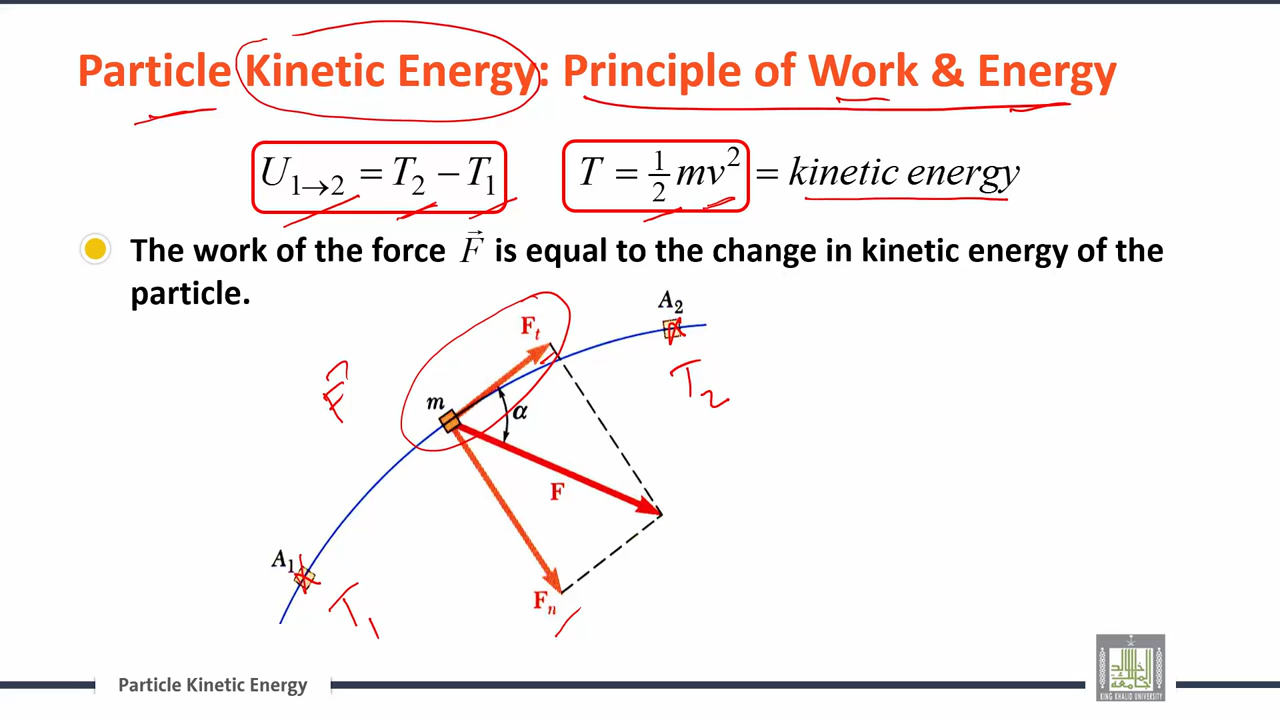 Particle Kinetic Energy: Principle of Work & Energy
U1→2 = T2 − T1
T = 1/2 mv² = kinetic energy
The work of the force F⃗ is equal to the change in kinetic energy of the
particle.
A2
Ft
T2
F
m
α
F
A1
T1
Fn
Particle Kinetic Energy
KING KHALID UNIVERSITY